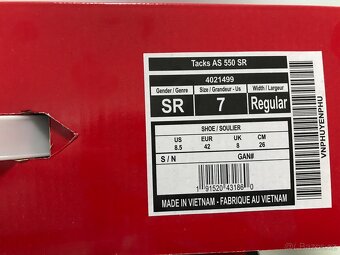 Tacks AS 550 SR
4021499
Gender / Genre Size / Grandeur - Us Width / Largeur
SR 7 Regular
SHOE / SOULIER
US EUR UK CM
8.5 42 8 26
S / N GAN#
1 91520 43186 0
MADE IN VIETNAM - FABRIQUE AU VIETNAM
VNPHUYENPHU